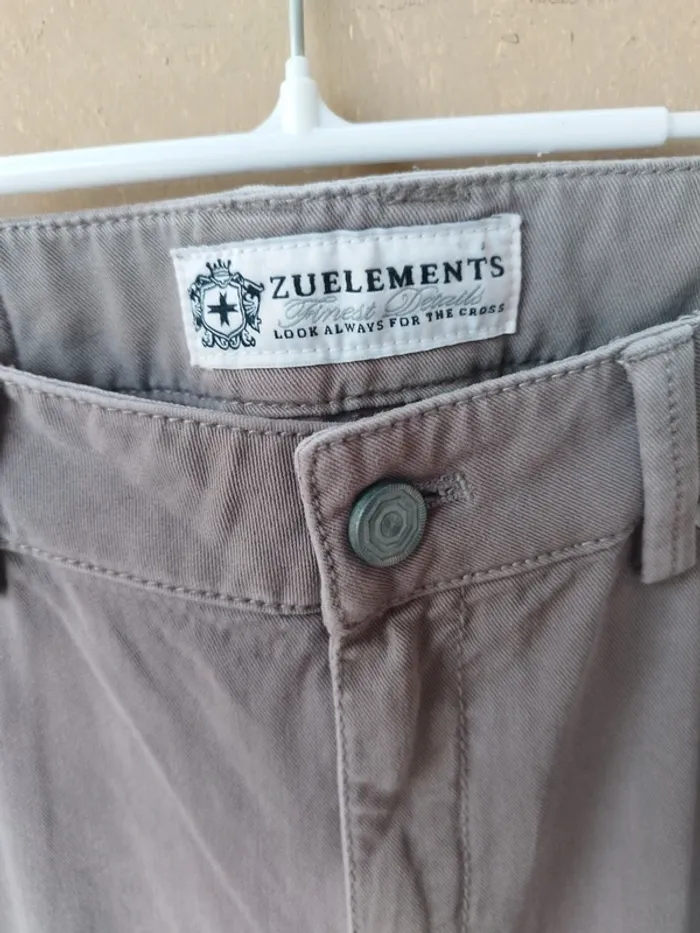 ZUELEMENTS
Finest Details
LOOK ALWAYS FOR THE CROSS